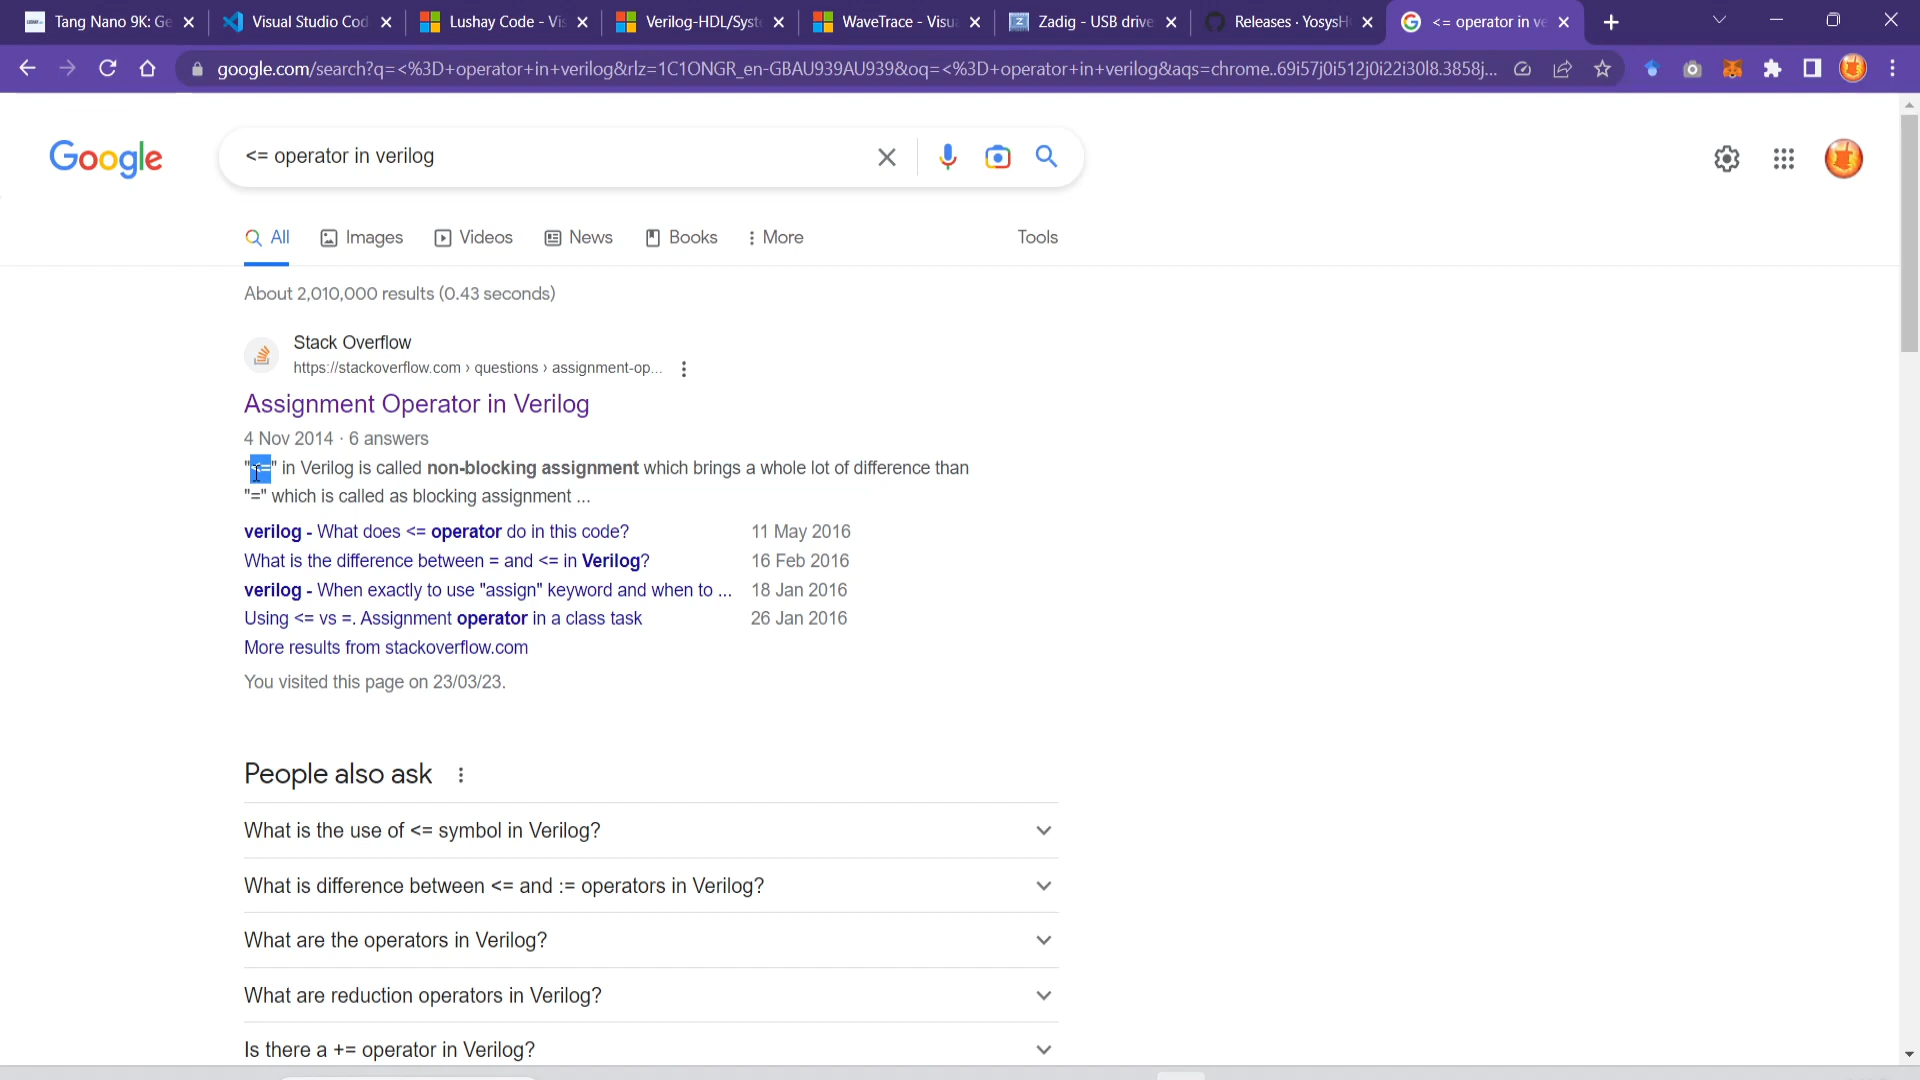 Tang Nano 9K: Ge
Visual Studio Cod
Lushay Code - Vis
Verilog-HDL/Syst
WaveTrace - Visua
Zadig - USB drive
Releases · YosysH
<= operator in ve
google.com/search?q=<%3D+operator+in+verilog&rlz=1C1ONGR_en-GBAU939AU939&oq=<%3D+operator+in+verilog&aqs=chrome..69i57j0i512j0i22i30l8.3858j...
Google
<= operator in verilog
All
Images
Videos
News
Books
More
Tools
About 2,010,000 results (0.43 seconds)
Stack Overflow
https://stackoverflow.com › questions › assignment-op...
Assignment Operator in Verilog
4 Nov 2014 · 6 answers
"<=" in Verilog is called non-blocking assignment which brings a whole lot of difference than
"=" which is called as blocking assignment ...
verilog - What does <= operator do in this code? 11 May 2016
What is the difference between = and <= in Verilog? 16 Feb 2016
verilog - When exactly to use "assign" keyword and when to ... 18 Jan 2016
Using <= vs =. Assignment operator in a class task 26 Jan 2016
More results from stackoverflow.com
You visited this page on 23/03/23.
People also ask
What is the use of <= symbol in Verilog?
What is difference between <= and := operators in Verilog?
What are the operators in Verilog?
What are reduction operators in Verilog?
Is there a += operator in Verilog?